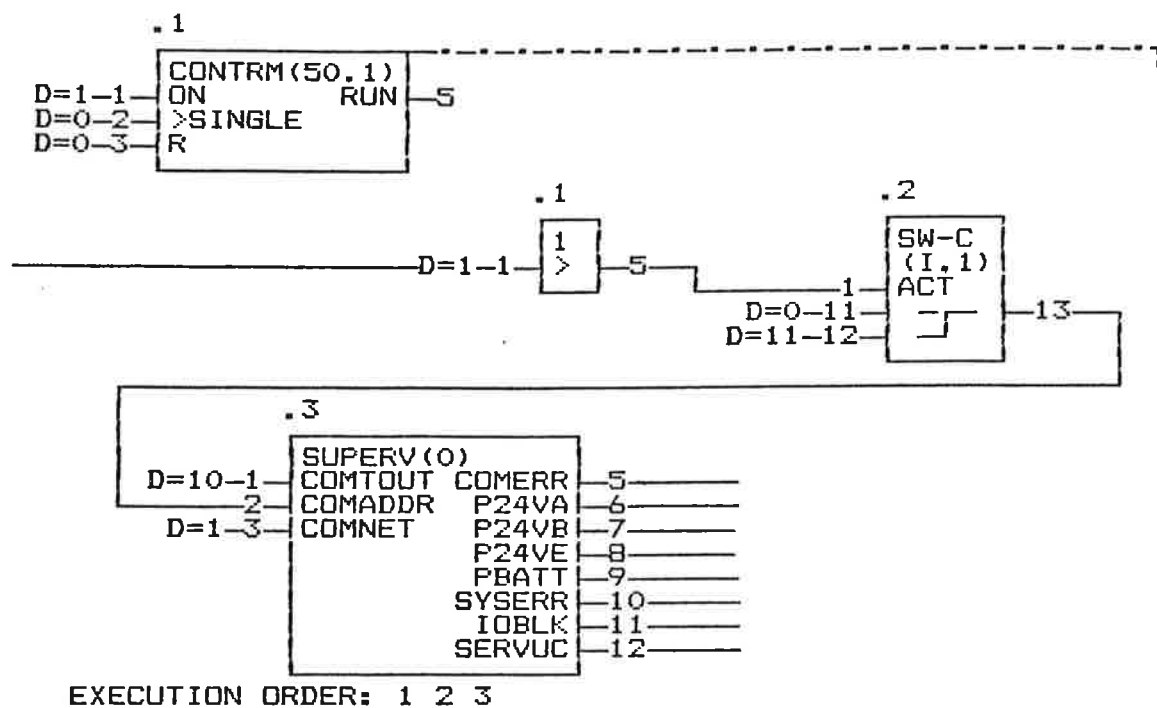 .1
CONTRM(50.1)
D=1-1 ON RUN 5
D=0-2 >SINGLE
D=0-3 R
.1
.2
1
SW-C
(I,1)
D=1-1 > 5
1 ACT
D=0-11 13
D=11-12
.3
SUPERV(0)
D=10-1 COMTOUT COMERR 5
2 COMADDR P24VA 6
D=1-3 COMNET P24VB 7
P24VE 8
PBATT 9
SYSERR 10
IOBLK 11
SERVUC 12
EXECUTION ORDER: 1 2 3